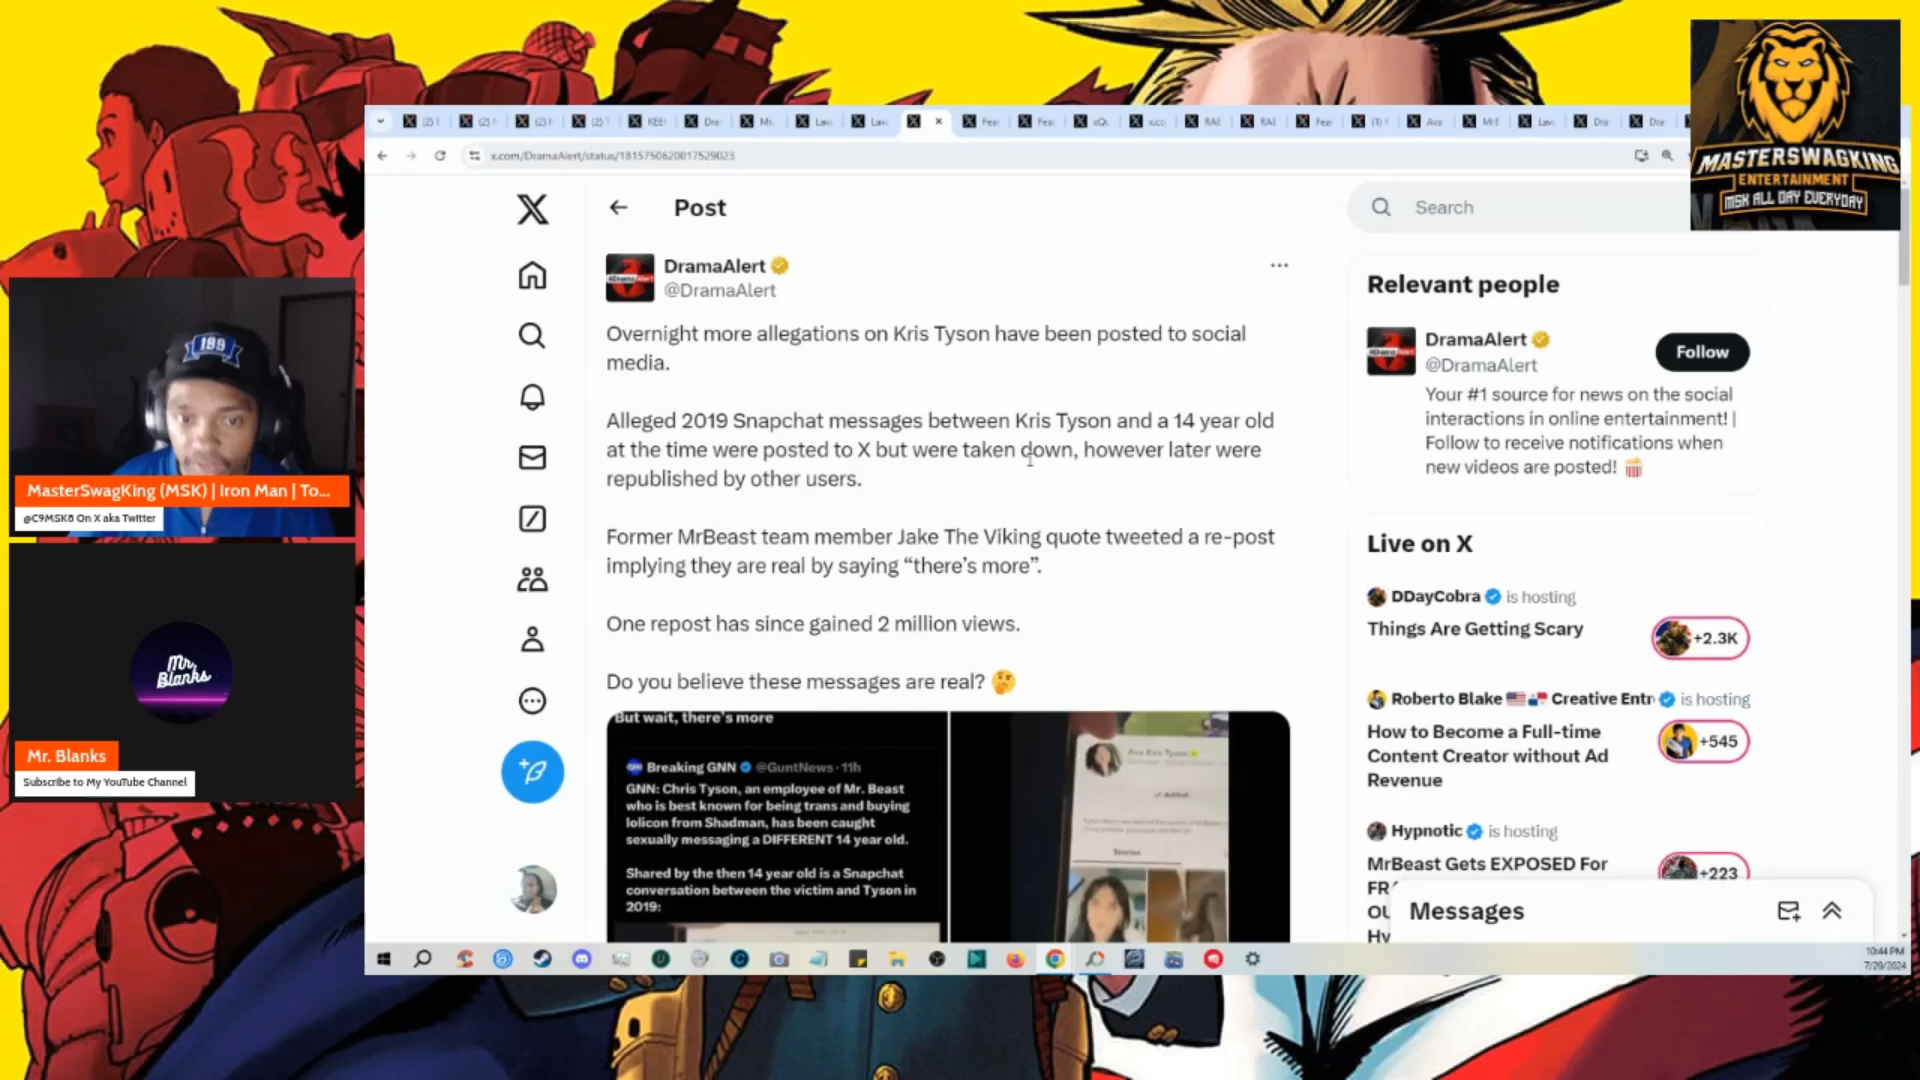 x.com/DramaAlert/status/1815750620017529023
MASTERSWAGKING
ENTERTAINMENT
MSK ALL DAY EVERYDAY
Post
Search
DramaAlert
@DramaAlert
Overnight more allegations on Kris Tyson have been posted to social
media.
Alleged 2019 Snapchat messages between Kris Tyson and a 14 year old
at the time were posted to X but were taken down, however later were
republished by other users.
Former MrBeast team member Jake The Viking quote tweeted a re-post
implying they are real by saying “there’s more”.
One repost has since gained 2 million views.
Do you believe these messages are real? 🤔
But wait, there's more
Breaking GNN @GuntNews · 11h
GNN: Chris Tyson, an employee of Mr. Beast
who is best known for being trans and buying
lolicon from Shadman, has been caught
sexually messaging a DIFFERENT 14 year old.
Shared by the then 14 year old is a Snapchat
conversation between the victim and Tyson in
2019:
Stories
Relevant people
DramaAlert
@DramaAlert
Follow
Your #1 source for news on the social
interactions in online entertainment! |
Follow to receive notifications when
new videos are posted! 🍿
Live on X
DDayCobra is hosting
Things Are Getting Scary
+2.3K
Roberto Blake 🇺🇸🇵🇦 Creative Entr is hosting
How to Become a Full-time
Content Creator without Ad
Revenue
+545
Hypnotic is hosting
MrBeast Gets EXPOSED For
+223
Messages
199
MasterSwagKing (MSK) | Iron Man | To...
@C9MSK8 On X aka Twitter
Mr. Blanks
Mr. Blanks
Subscribe to My YouTube Channel
10:44 PM
7/29/2024